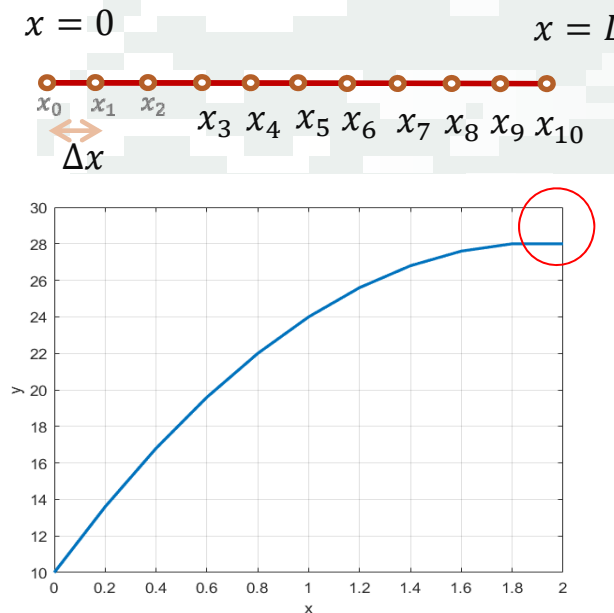 x = 0
x = L
x₀ x₁ x₂ x₃ x₄ x₅ x₆ x₇ x₈ x₉ x₁₀
Δx
30
28
26
24
22
20
18
16
14
12
10
y
0 0.2 0.4 0.6 0.8 1 1.2 1.4 1.6 1.8 2
x